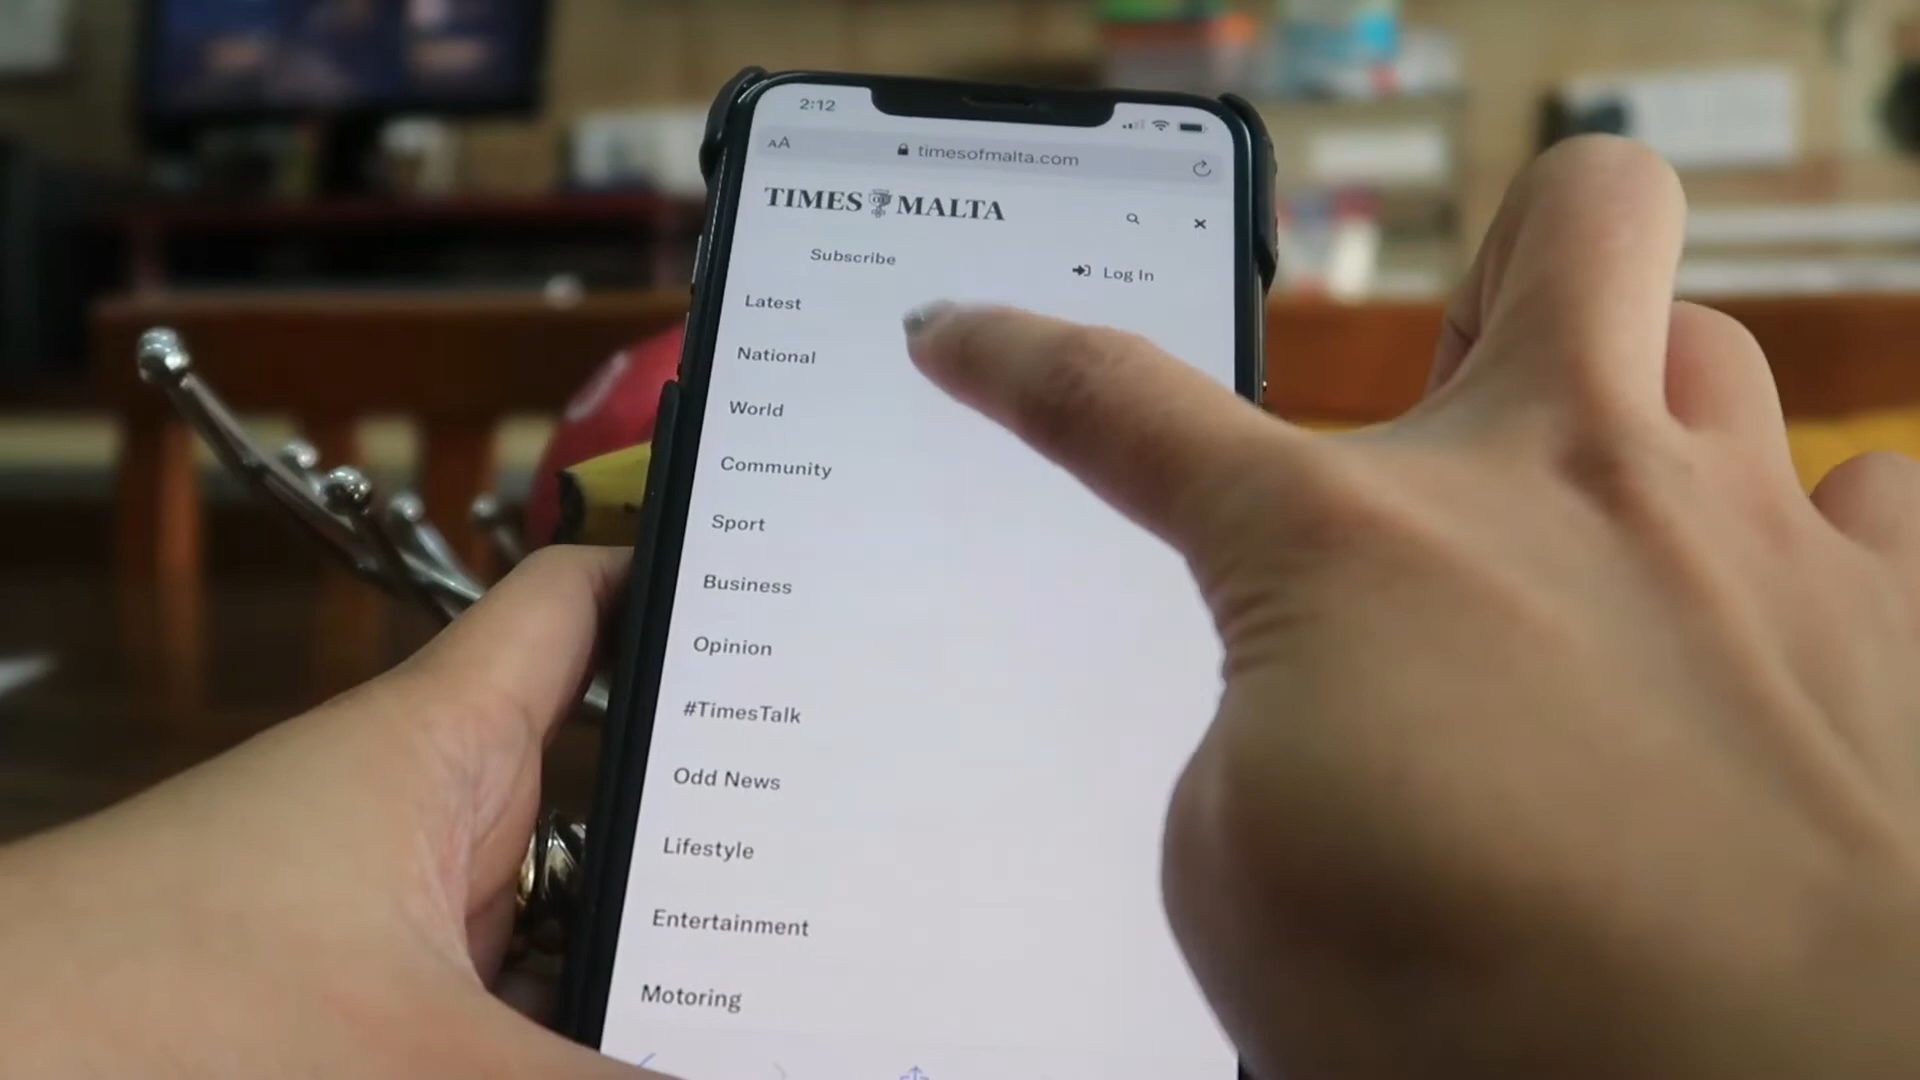 2:12
AA timesofmalta.com
TIMES MALTA
Subscribe
Log In
Latest
National
World
Community
Sport
Business
Opinion
#TimesTalk
Odd News
Lifestyle
Entertainment
Motoring